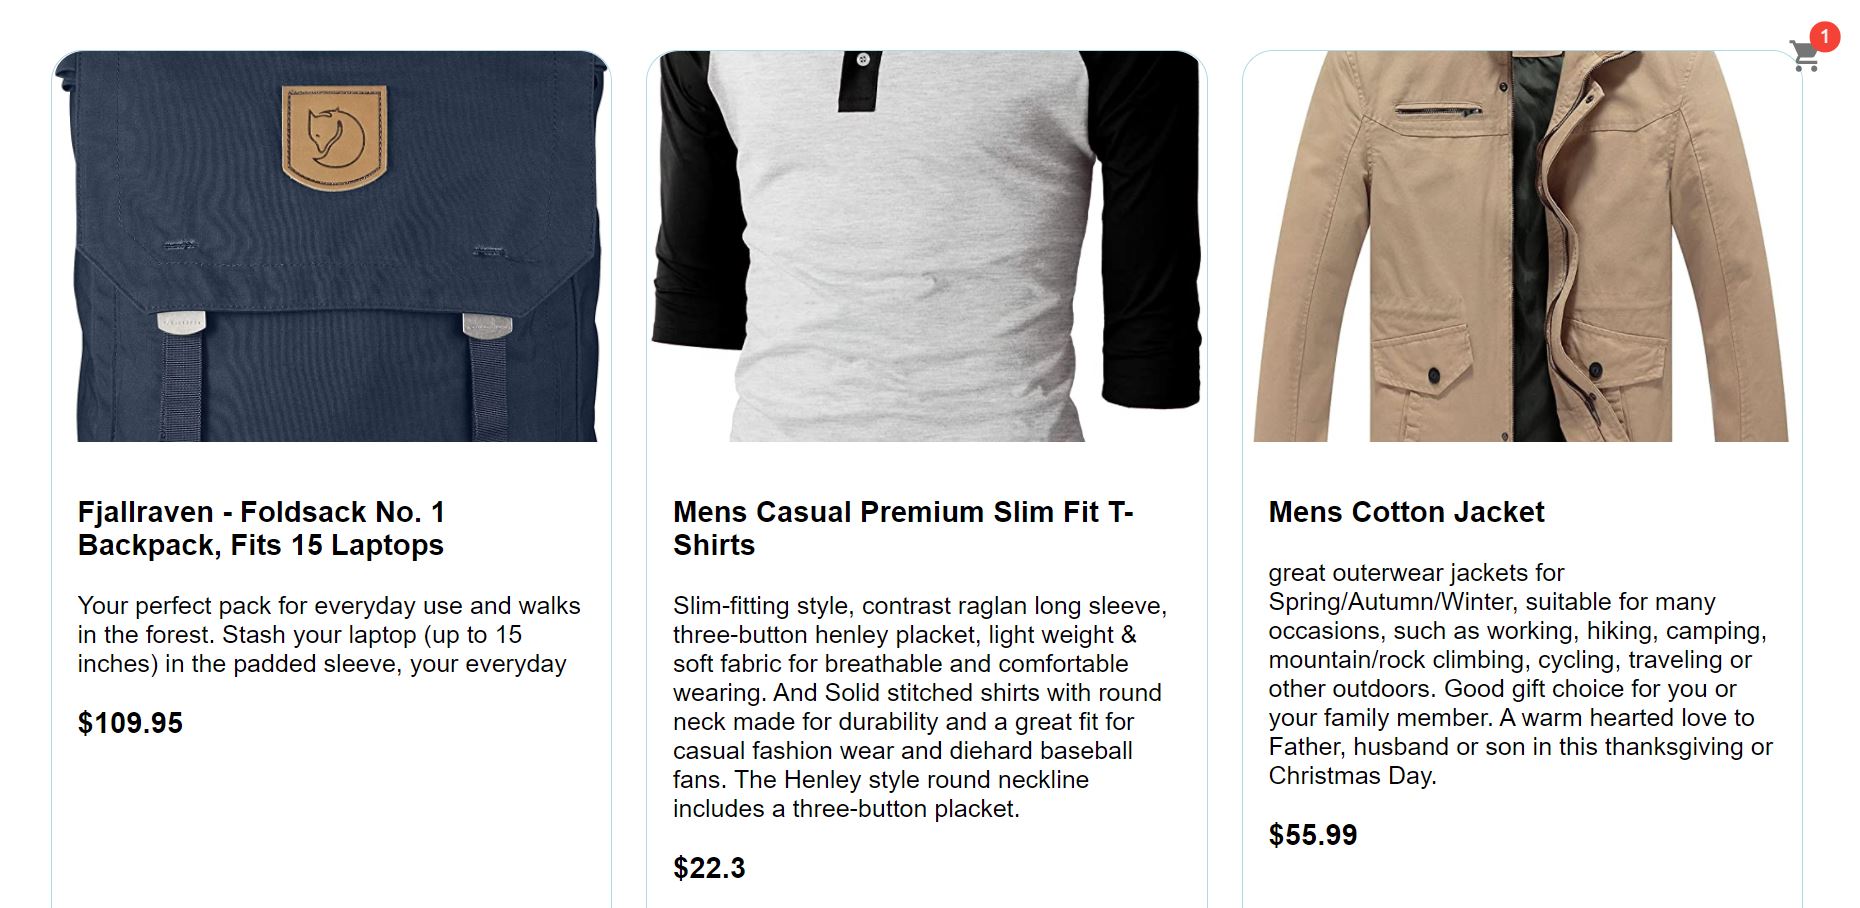 1
Fjallraven - Foldsack No. 1
Backpack, Fits 15 Laptops
Your perfect pack for everyday use and walks
in the forest. Stash your laptop (up to 15
inches) in the padded sleeve, your everyday
$109.95
Mens Casual Premium Slim Fit T-
Shirts
Slim-fitting style, contrast raglan long sleeve,
three-button henley placket, light weight &
soft fabric for breathable and comfortable
wearing. And Solid stitched shirts with round
neck made for durability and a great fit for
casual fashion wear and diehard baseball
fans. The Henley style round neckline
includes a three-button placket.
$22.3
Mens Cotton Jacket
great outerwear jackets for
Spring/Autumn/Winter, suitable for many
occasions, such as working, hiking, camping,
mountain/rock climbing, cycling, traveling or
other outdoors. Good gift choice for you or
your family member. A warm hearted love to
Father, husband or son in this thanksgiving or
Christmas Day.
$55.99